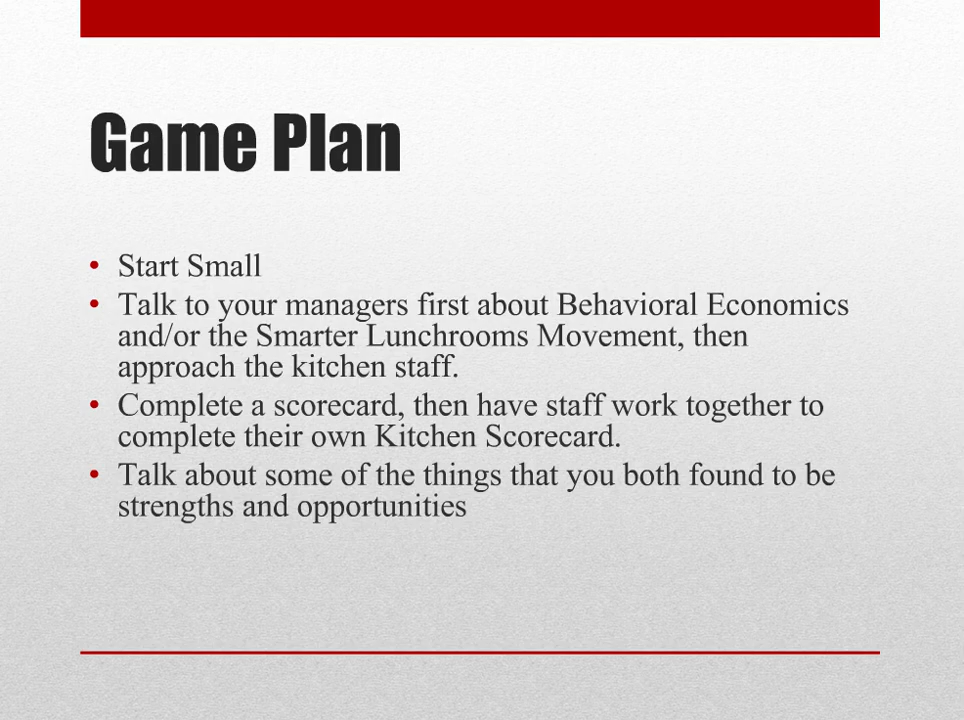 Game Plan
• Start Small
• Talk to your managers first about Behavioral Economics
and/or the Smarter Lunchrooms Movement, then
approach the kitchen staff.
• Complete a scorecard, then have staff work together to
complete their own Kitchen Scorecard.
• Talk about some of the things that you both found to be
strengths and opportunities